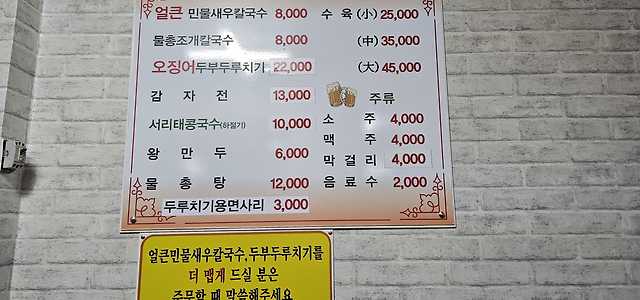 얼큰 민물새우칼국수 8,000
물총조개칼국수 8,000
오징어두부두루치기 22,000
감자전 13,000
서리태콩국수(하절기) 10,000
왕만두 6,000
물총탕 12,000
두루치기용면사리 3,000
수육 (小) 25,000
(中) 35,000
(大) 45,000
주류
소주 4,000
맥주 4,000
막걸리 4,000
음료수 2,000
얼큰민물새우칼국수, 두부두루치기를
더 맵게 드실 분은
주문할 때 말씀해주세요